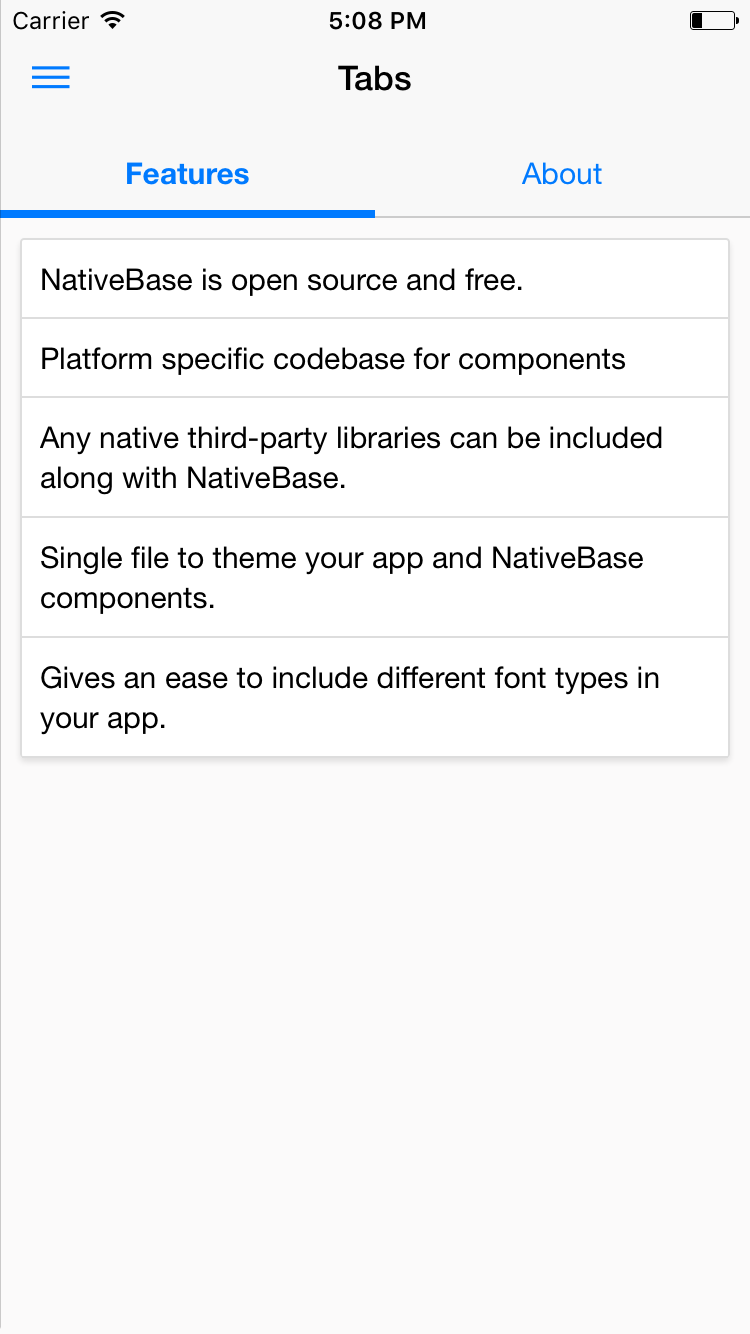 Carrier 5:08 PM
Tabs
Features About
NativeBase is open source and free.
Platform specific codebase for components
Any native third-party libraries can be included
along with NativeBase.
Single file to theme your app and NativeBase
components.
Gives an ease to include different font types in
your app.